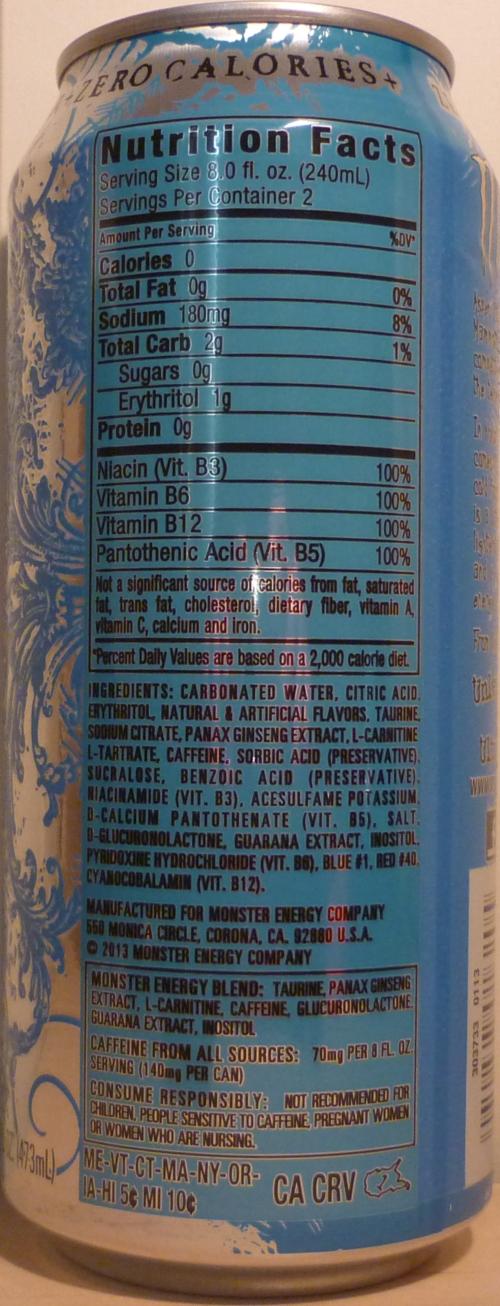 ZERO CALORIES+
Nutrition Facts
Serving Size 8.0 fl. oz. (240mL)
Servings Per Container 2
Amount Per Serving %DV*
Calories 0
Total Fat 0g 0%
Sodium 180mg 8%
Total Carb 2g 1%
Sugars 0g
Erythritol 1g
Protein 0g
Niacin (Vit. B3) 100%
Vitamin B6 100%
Vitamin B12 100%
Pantothenic Acid (Vit. B5) 100%
Not a significant source of calories from fat, saturated
fat, trans fat, cholesterol, dietary fiber, vitamin A,
vitamin C, calcium and iron.
*Percent Daily Values are based on a 2,000 calorie diet.
INGREDIENTS: CARBONATED WATER, CITRIC ACID,
ERYTHRITOL, NATURAL & ARTIFICIAL FLAVORS, TAURINE,
SODIUM CITRATE, PANAX GINSENG EXTRACT, L-CARNITINE
L-TARTRATE, CAFFEINE, SORBIC ACID (PRESERVATIVE),
SUCRALOSE, BENZOIC ACID (PRESERVATIVE),
NIACINAMIDE (VIT. B3), ACESULFAME POTASSIUM,
D-CALCIUM PANTOTHENATE (VIT. B5), SALT,
D-GLUCURONOLACTONE, GUARANA EXTRACT, INOSITOL,
PYRIDOXINE HYDROCHLORIDE (VIT. B6), BLUE #1, RED #40,
CYANOCOBALAMIN (VIT. B12).
MANUFACTURED FOR MONSTER ENERGY COMPANY
550 MONICA CIRCLE, CORONA, CA. 92880 U.S.A.
© 2013 MONSTER ENERGY COMPANY
MONSTER ENERGY BLEND: TAURINE, PANAX GINSENG
EXTRACT, L-CARNITINE, CAFFEINE, GLUCURONOLACTONE,
GUARANA EXTRACT, INOSITOL
CAFFEINE FROM ALL SOURCES: 70mg PER 8 FL. OZ.
SERVING (140mg PER CAN)
CONSUME RESPONSIBLY: NOT RECOMMENDED FOR
CHILDREN, PEOPLE SENSITIVE TO CAFFEINE, PREGNANT WOMEN
OR WOMEN WHO ARE NURSING.
ME-VT-CT-MA-NY-OR-
IA-HI 5¢ MI 10¢
CA CRV
(473mL)
303733 0113